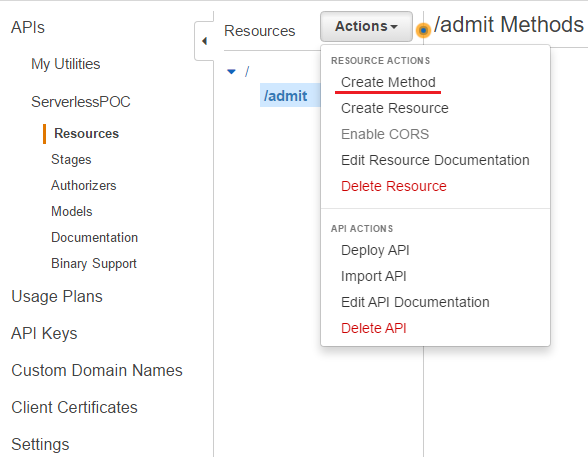 APIs
My Utilities
ServerlessPOC
Resources
Stages
Authorizers
Models
Documentation
Binary Support
Usage Plans
API Keys
Custom Domain Names
Client Certificates
Settings
Resources
Actions
/
/admit
RESOURCE ACTIONS
Create Method
Create Resource
Enable CORS
Edit Resource Documentation
Delete Resource
API ACTIONS
Deploy API
Import API
Edit API Documentation
Delete API
/admit Methods